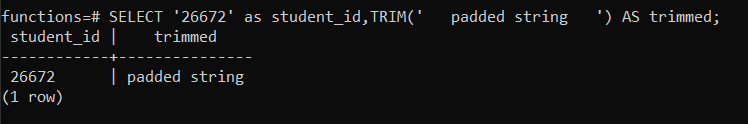 functions=# SELECT '26672' as student_id,TRIM('   padded string   ') AS trimmed;
 student_id |    trimmed
------------+---------------
 26672      | padded string
(1 row)